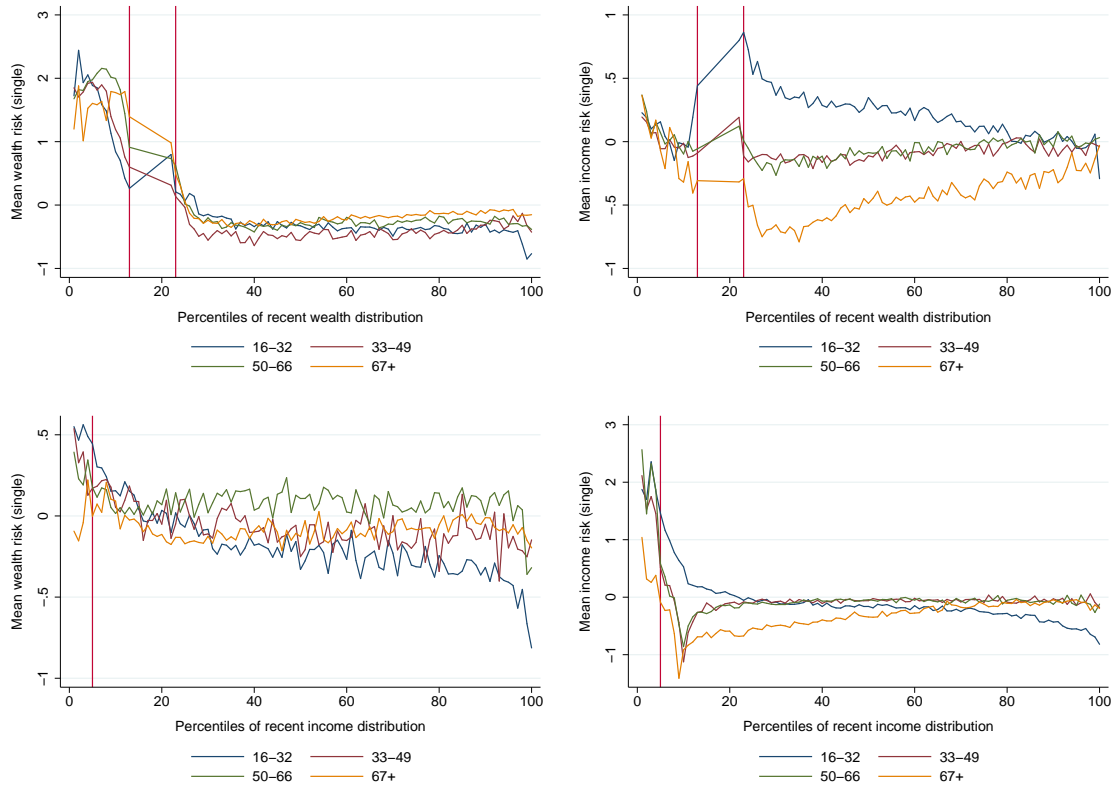 Mean wealth risk (single)
3
2
1
0
−1
0 20 40 60 80 100
Percentiles of recent wealth distribution
16−32 33−49
50−66 67+
Mean income risk (single)
1
.5
0
−.5
−1
0 20 40 60 80 100
Percentiles of recent wealth distribution
16−32 33−49
50−66 67+
Mean wealth risk (single)
.5
0
−.5
−1
0 20 40 60 80 100
Percentiles of recent income distribution
16−32 33−49
50−66 67+
Mean income risk (single)
3
2
1
0
−1
0 20 40 60 80 100
Percentiles of recent income distribution
16−32 33−49
50−66 67+